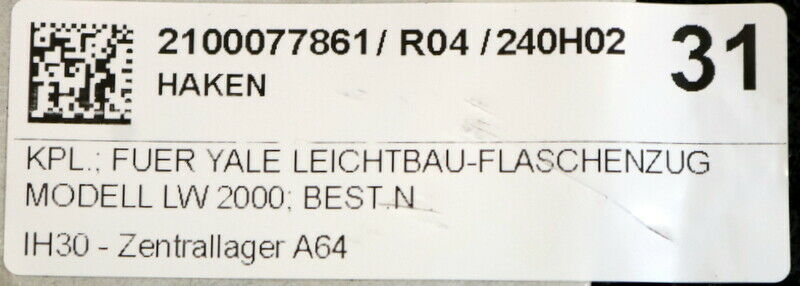 2100077861/ R04 /240H02
31
HAKEN
KPL.; FUER YALE LEICHTBAU-FLASCHENZUG
MODELL LW 2000; BEST.N
IH30 - Zentrallager A64